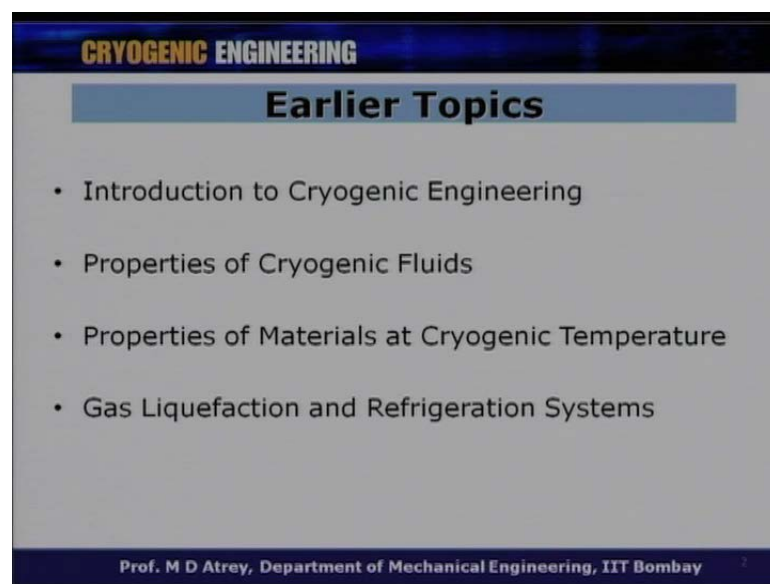 CRYOGENIC ENGINEERING
Earlier Topics
• Introduction to Cryogenic Engineering
• Properties of Cryogenic Fluids
• Properties of Materials at Cryogenic Temperature
• Gas Liquefaction and Refrigeration Systems
Prof. M D Atrey, Department of Mechanical Engineering, IIT Bombay 2